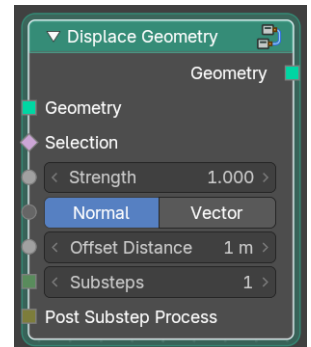 Displace Geometry
Geometry
Geometry
Selection
Strength 1.000
Normal Vector
Offset Distance 1 m
Substeps 1
Post Substep Process